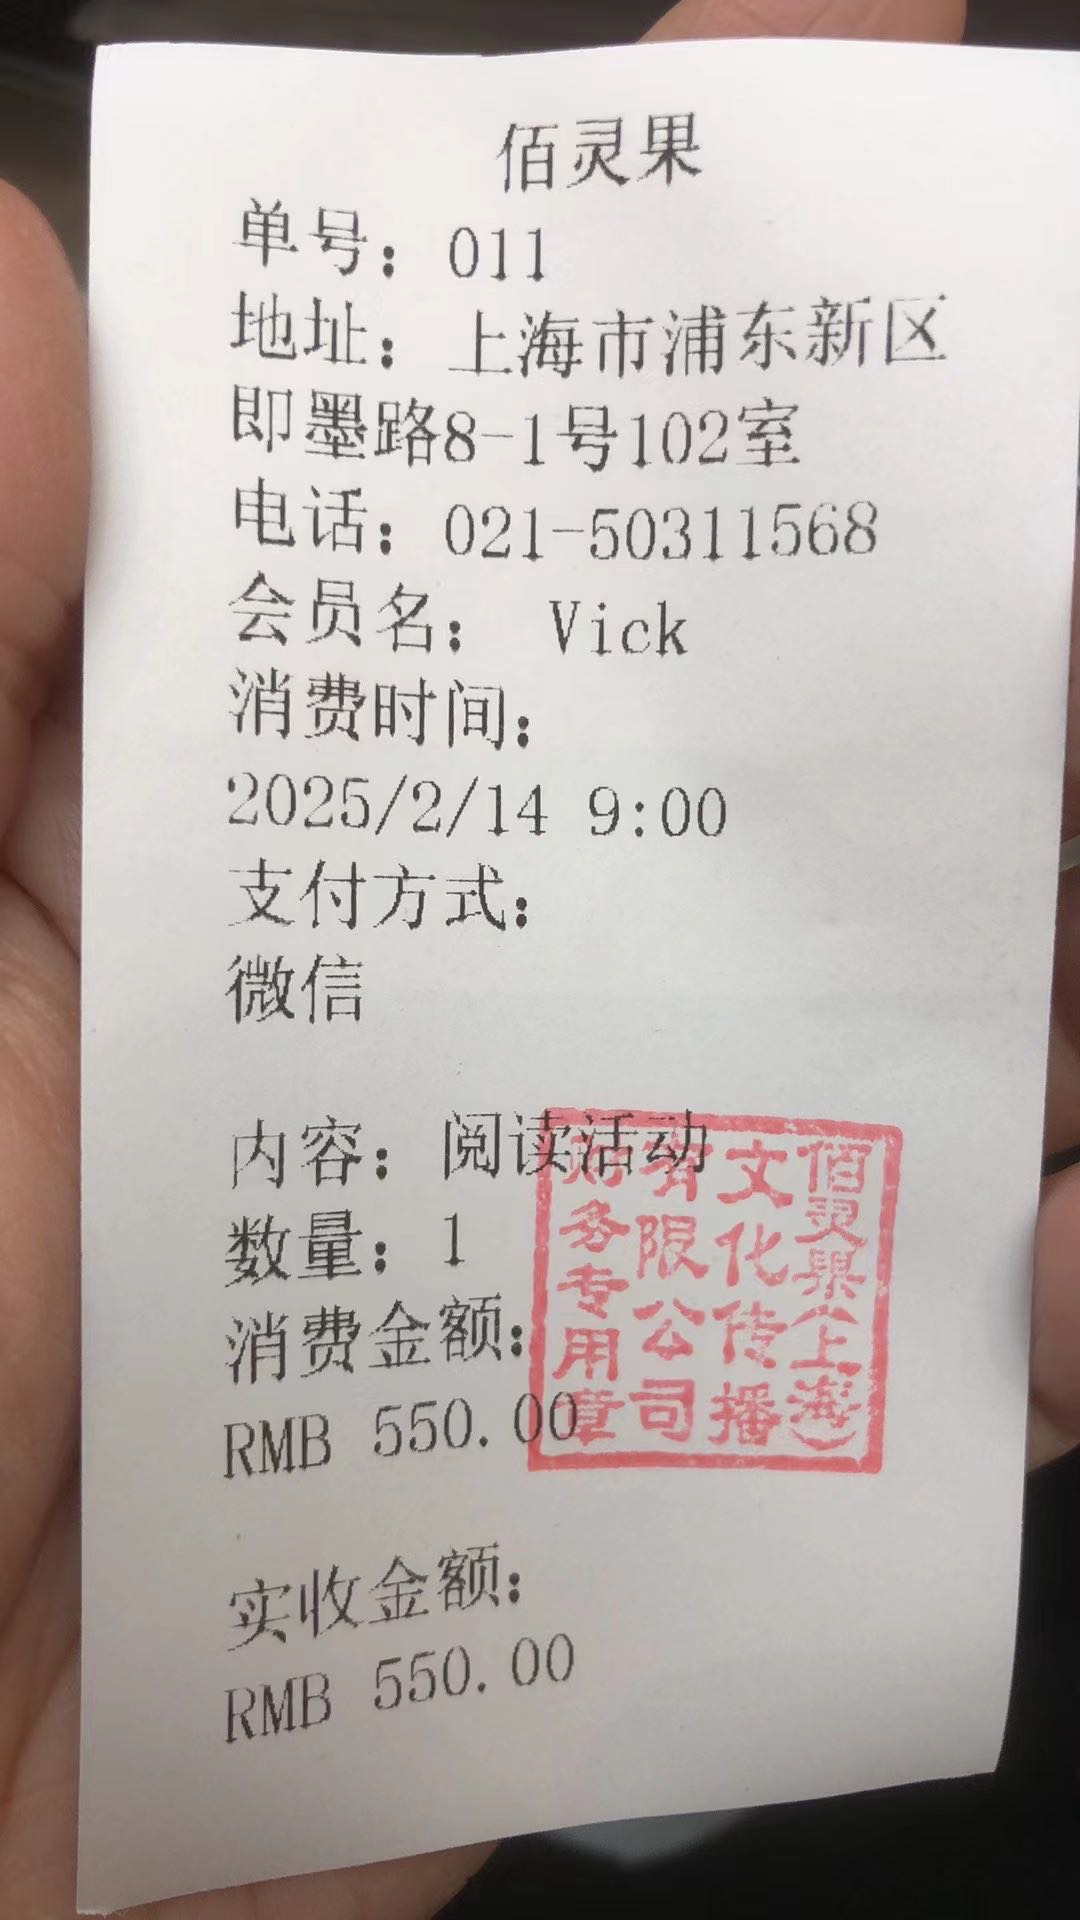 佰灵果
单号：011
地址：上海市浦东新区
即墨路8-1号102室
电话：021-50311568
会员名： Vick
消费时间：
2025/2/14 9:00
支付方式：
微信
内容：阅读活动
数量：1
消费金额：
RMB 550.00
实收金额：
RMB 550.00
佰灵果（上海）
文化传播
有限公司
财务专用章